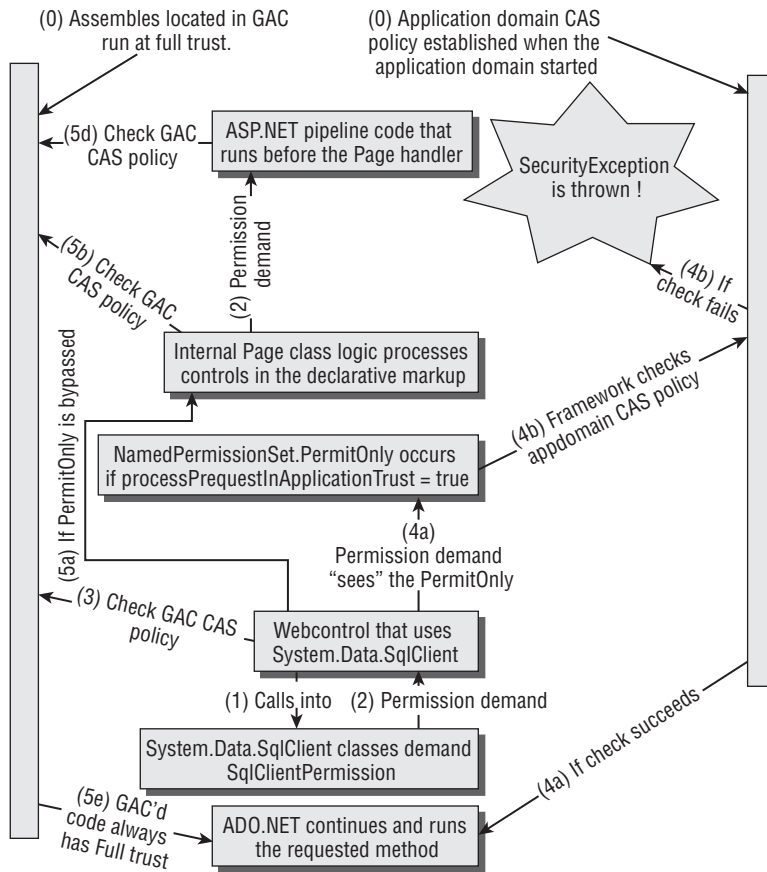 (0) Assembles located in GAC
run at full trust.
(0) Application domain CAS
policy established when the
application domain started
(5d) Check GAC
CAS policy
ASP.NET pipeline code that
runs before the Page handler
SecurityException
is thrown !
(5b) Check GAC
CAS policy
(2) Permission
demand
(4b) If
check fails
Internal Page class logic processes
controls in the declarative markup
(4b) Framework checks
appdomain CAS policy
(5a) If PermitOnly is bypassed
NamedPermissionSet.PermitOnly occurs
if processPrequestInApplicationTrust = true
(4a)
Permission demand
“sees” the PermitOnly
(3) Check GAC CAS
policy
Webcontrol that uses
System.Data.SqlClient
(1) Calls into
(2) Permission demand
System.Data.SqlClient classes demand
SqlClientPermission
(4a) If check succeeds
(5e) GAC’d
code always
has Full trust
ADO.NET continues and runs
the requested method